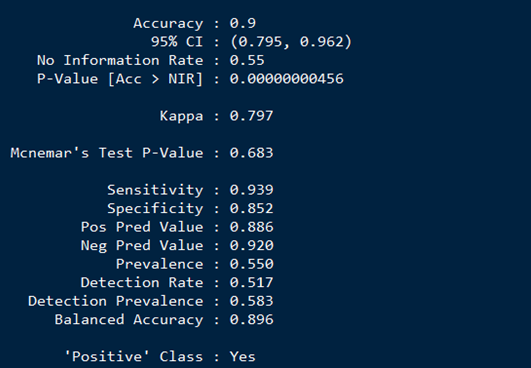 Accuracy : 0.9
95% CI : (0.795, 0.962)
No Information Rate : 0.55
P-Value [Acc > NIR] : 0.00000000456
Kappa : 0.797
Mcnemar's Test P-Value : 0.683
Sensitivity : 0.939
Specificity : 0.852
Pos Pred Value : 0.886
Neg Pred Value : 0.920
Prevalence : 0.550
Detection Rate : 0.517
Detection Prevalence : 0.583
Balanced Accuracy : 0.896
'Positive' Class : Yes